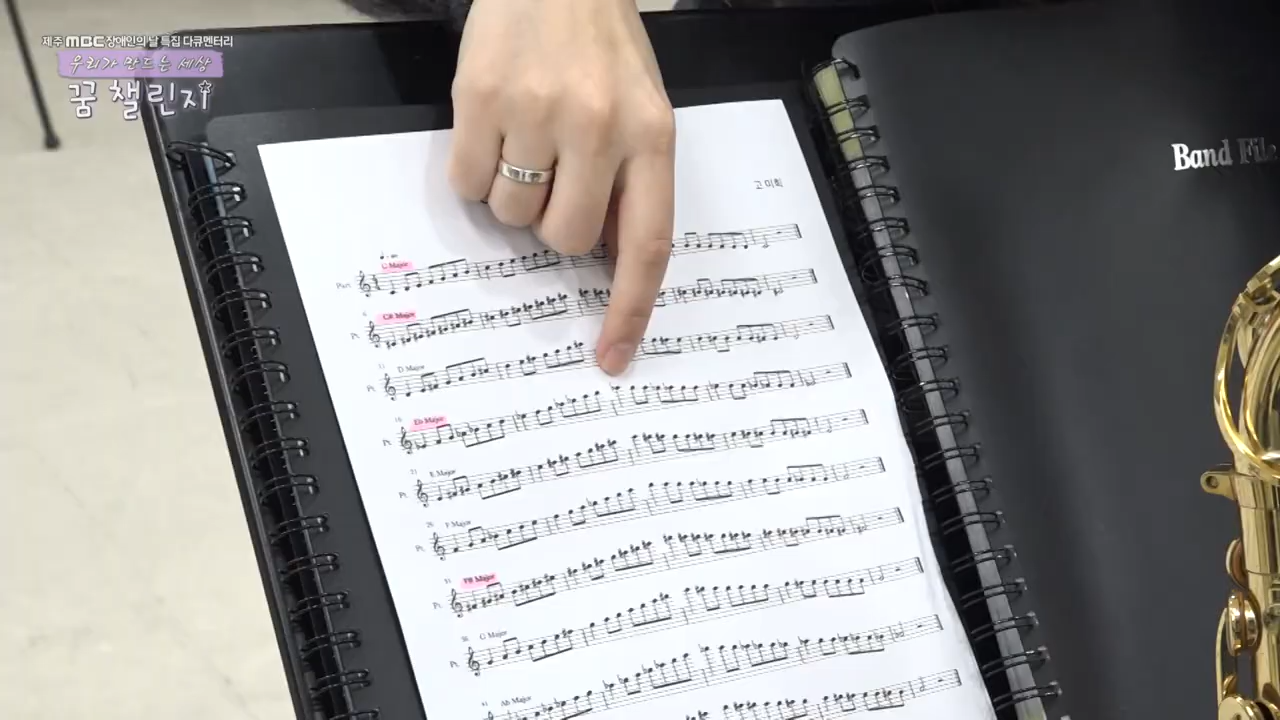 제주 MBC 장애인의 날 특집 다큐멘터리
우리가 만드는 세상
꿈 챌린지
Band File
고 미희
C Major
C# Major
D Major
Eb Major
E Major
F Major
F# Major
G Major
Ab Major